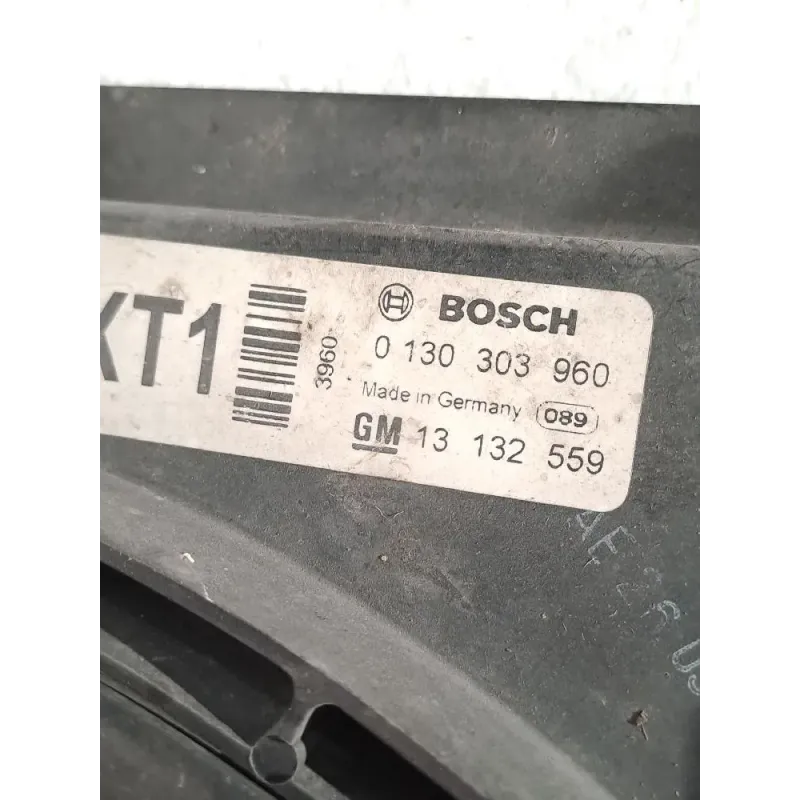 KT1
3960
BOSCH
0 130 303 960
Made in Germany 089
GM 13 132 559